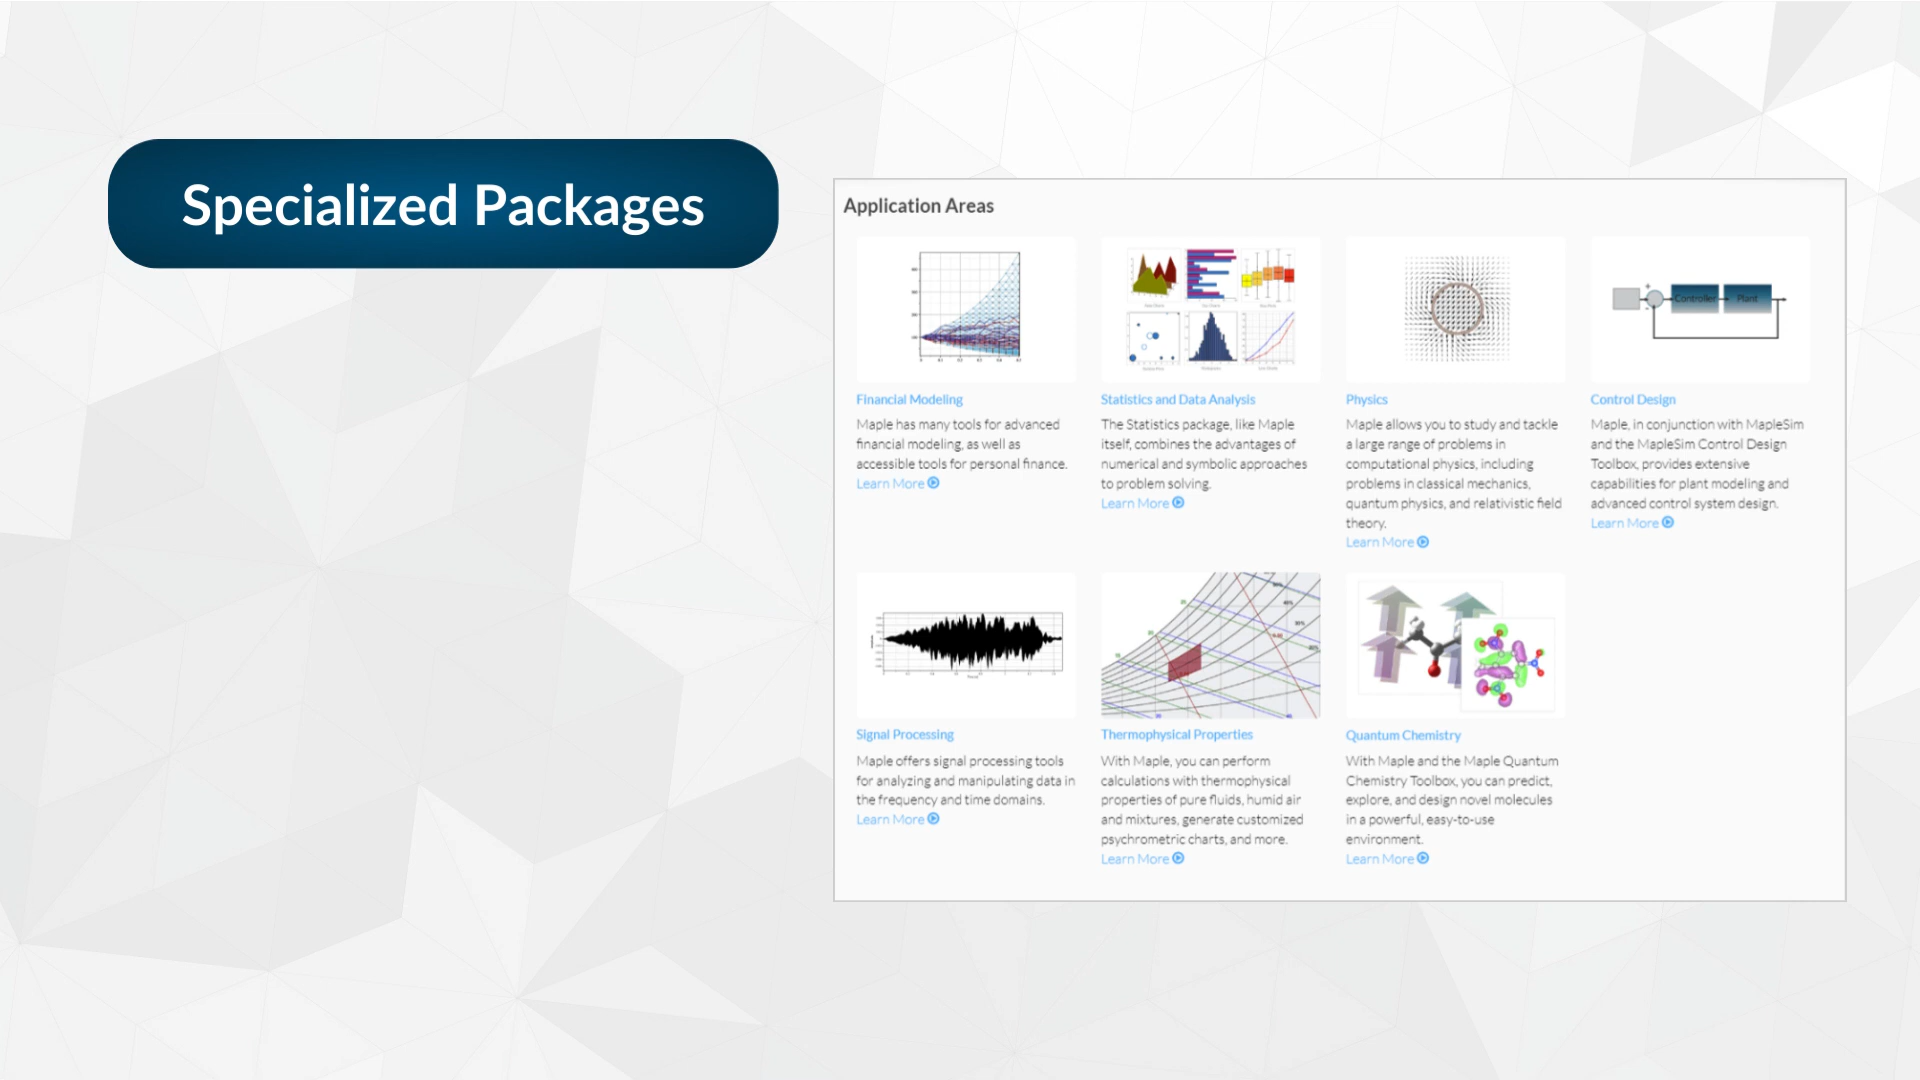 Specialized Packages
Application Areas
Controller
Plant
Financial Modeling
Maple has many tools for advanced
financial modeling, as well as
accessible tools for personal finance.
Learn More
Statistics and Data Analysis
The Statistics package, like Maple
itself, combines the advantages of
numerical and symbolic approaches
to problem solving.
Learn More
Physics
Maple allows you to study and tackle
a large range of problems in
computational physics, including
problems in classical mechanics,
quantum physics, and relativistic field
theory.
Learn More
Control Design
Maple, in conjunction with MapleSim
and the MapleSim Control Design
Toolbox, provides extensive
capabilities for plant modeling and
advanced control system design.
Learn More
Signal Processing
Maple offers signal processing tools
for analyzing and manipulating data in
the frequency and time domains.
Learn More
Thermophysical Properties
With Maple, you can perform
calculations with thermophysical
properties of pure fluids, humid air
and mixtures, generate customized
psychrometric charts, and more.
Learn More
Quantum Chemistry
With Maple and the Maple Quantum
Chemistry Toolbox, you can predict,
explore, and design novel molecules
in a powerful, easy-to-use
environment.
Learn More